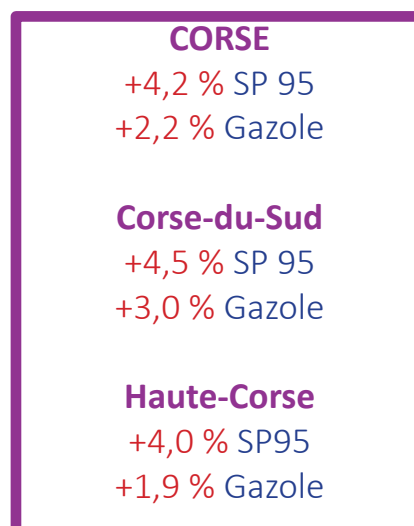 CORSE
+4,2 % SP 95
+2,2 % Gazole
Corse-du-Sud
+4,5 % SP 95
+3,0 % Gazole
Haute-Corse
+4,0 % SP95
+1,9 % Gazole